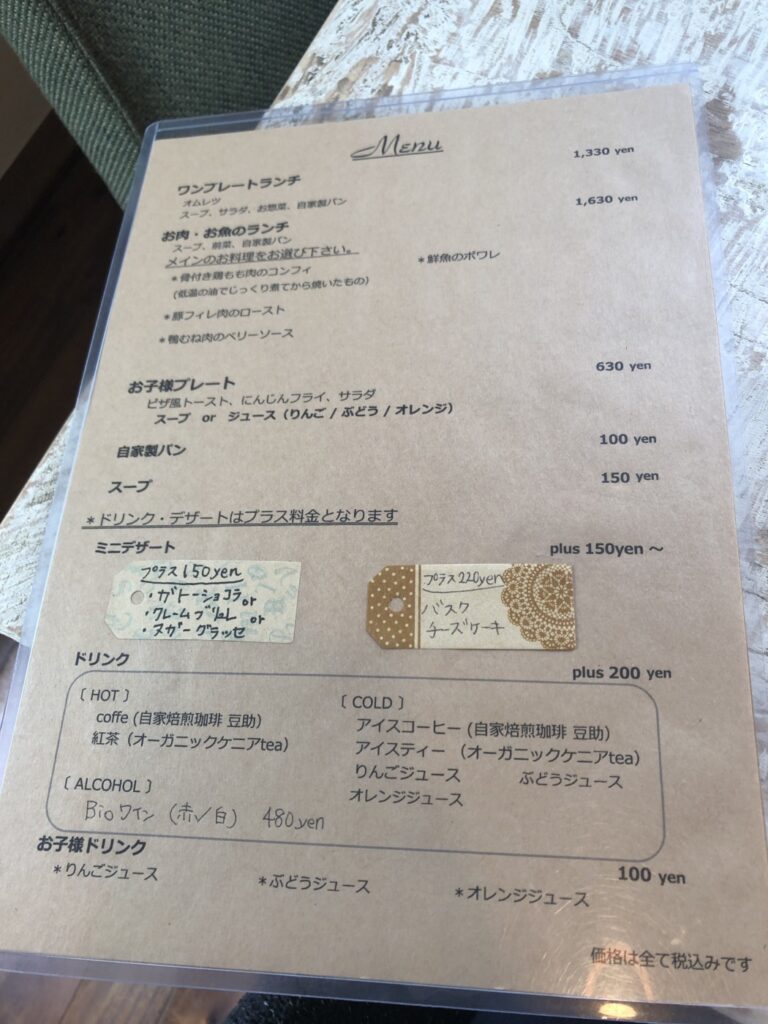 Menu
ワンプレートランチ 1,330 yen
オムレツ
スープ、サラダ、お惣菜、自家製パン
お肉・お魚のランチ 1,630 yen
スープ、前菜、自家製パン
メインのお料理をお選び下さい。
＊骨付き鶏もも肉のコンフィ ＊鮮魚のポワレ
(低温の油でじっくり煮てから焼いたもの)
＊豚フィレ肉のロースト
＊鴨むね肉のベリーソース
お子様プレート 630 yen
ピザ風トースト、にんじんフライ、サラダ
スープ or ジュース（りんご / ぶどう / オレンジ）
自家製パン 100 yen
スープ 150 yen
＊ドリンク・デザートはプラス料金となります
ミニデザート plus 150yen ～
プラス150yen
・ガトーショコラ or
・クレームブリュレ or
・ヌガーグラッセ
プラス220yen
バスク
チーズケーキ
ドリンク plus 200 yen
〔 HOT 〕
coffe (自家焙煎珈琲 豆助)
紅茶（オーガニックケニアtea）
〔 COLD 〕
アイスコーヒー (自家焙煎珈琲 豆助)
アイスティー （オーガニックケニアtea）
りんごジュース ぶどうジュース
オレンジジュース
〔 ALCOHOL 〕
Bioワイン (赤/白) 480yen
お子様ドリンク 100 yen
＊りんごジュース ＊ぶどうジュース ＊オレンジジュース
価格は全て税込みです